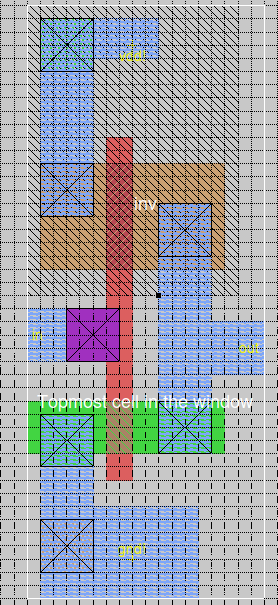 vdd
inv
in
out
Topmost cell in the window
gnd